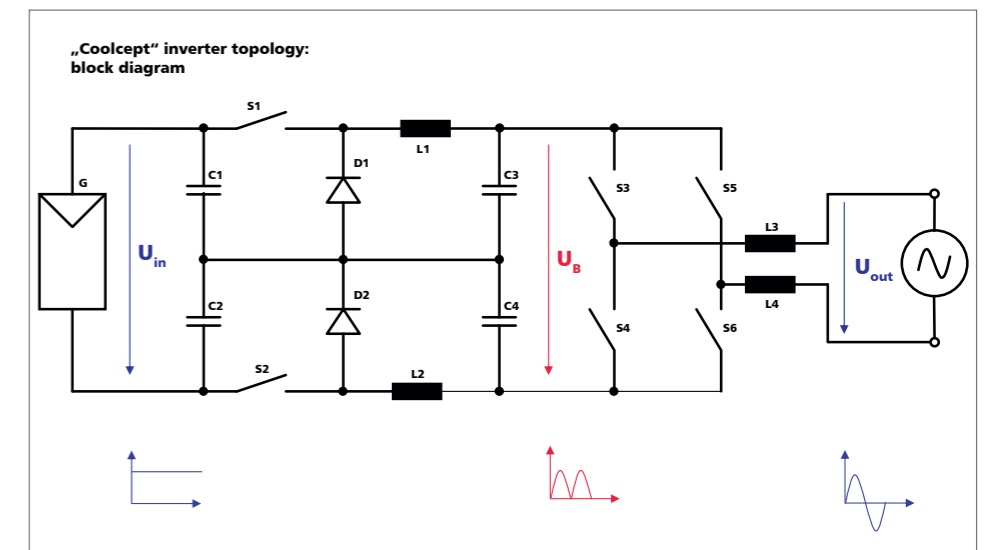 „Coolcept“ inverter topology:
block diagram
S1
L1
G
C1
D1
C3
S3
S5
L3
Uin
UB
Uout
C2
D2
C4
S4
S6
L4
S2
L2